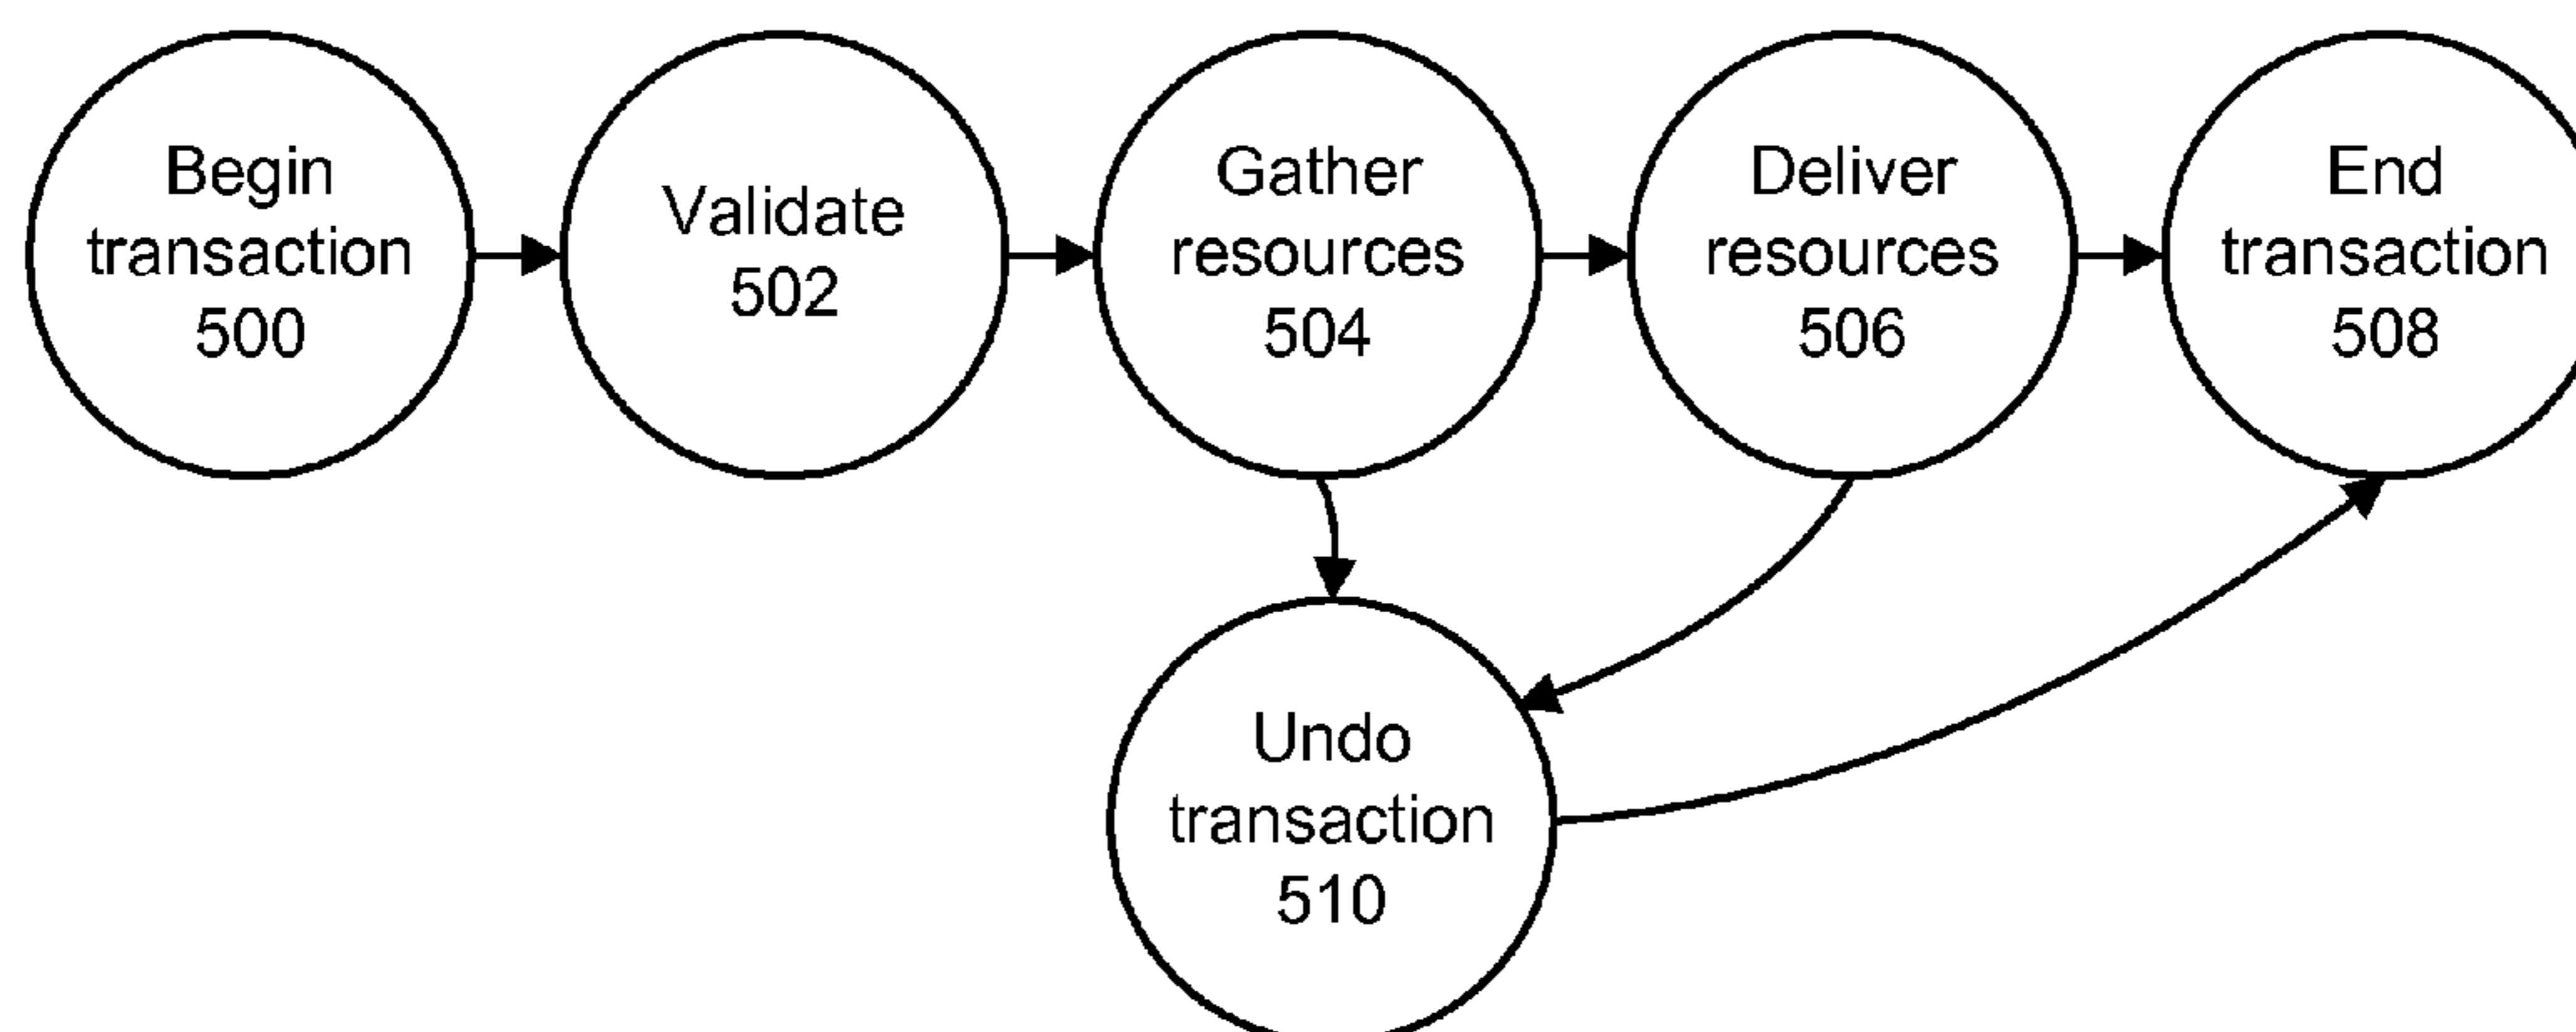 Begin
transaction
500
Validate
502
Gather
resources
504
Deliver
resources
506
End
transaction
508
Undo
transaction
510